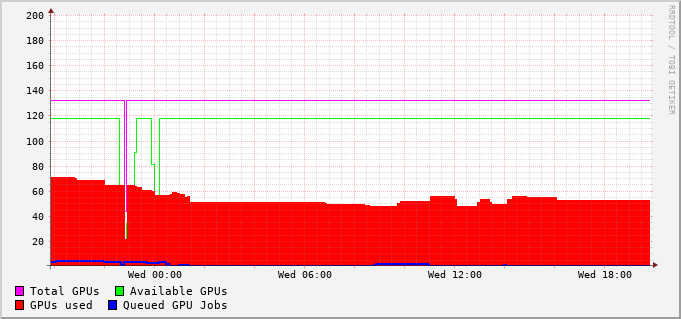 200
180
160
140
120
100
80
60
40
20
Wed 00:00 Wed 06:00 Wed 12:00 Wed 18:00
Total GPUs Available GPUs
GPUs used Queued GPU Jobs
RRDTOOL / TOBI OETIKER